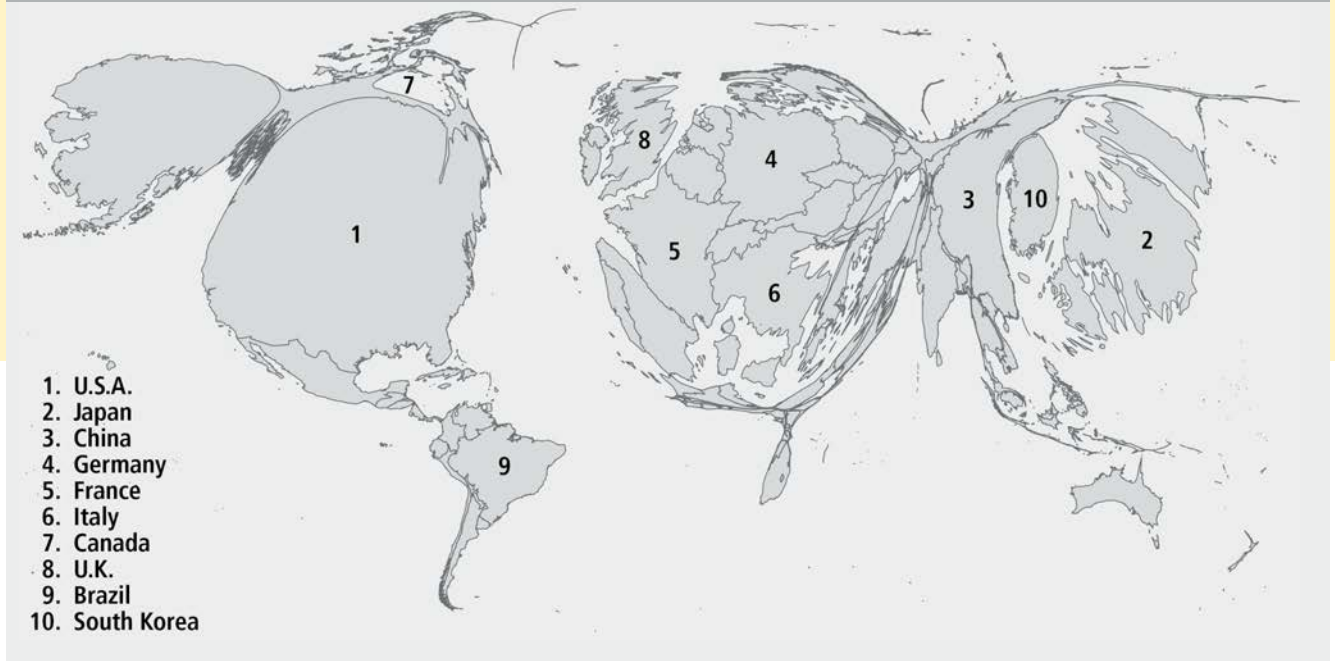 7
8
4
3
10
1
2
5
6
9
1. U.S.A.
2. Japan
3. China
4. Germany
5. France
6. Italy
7. Canada
8. U.K.
9. Brazil
10. South Korea